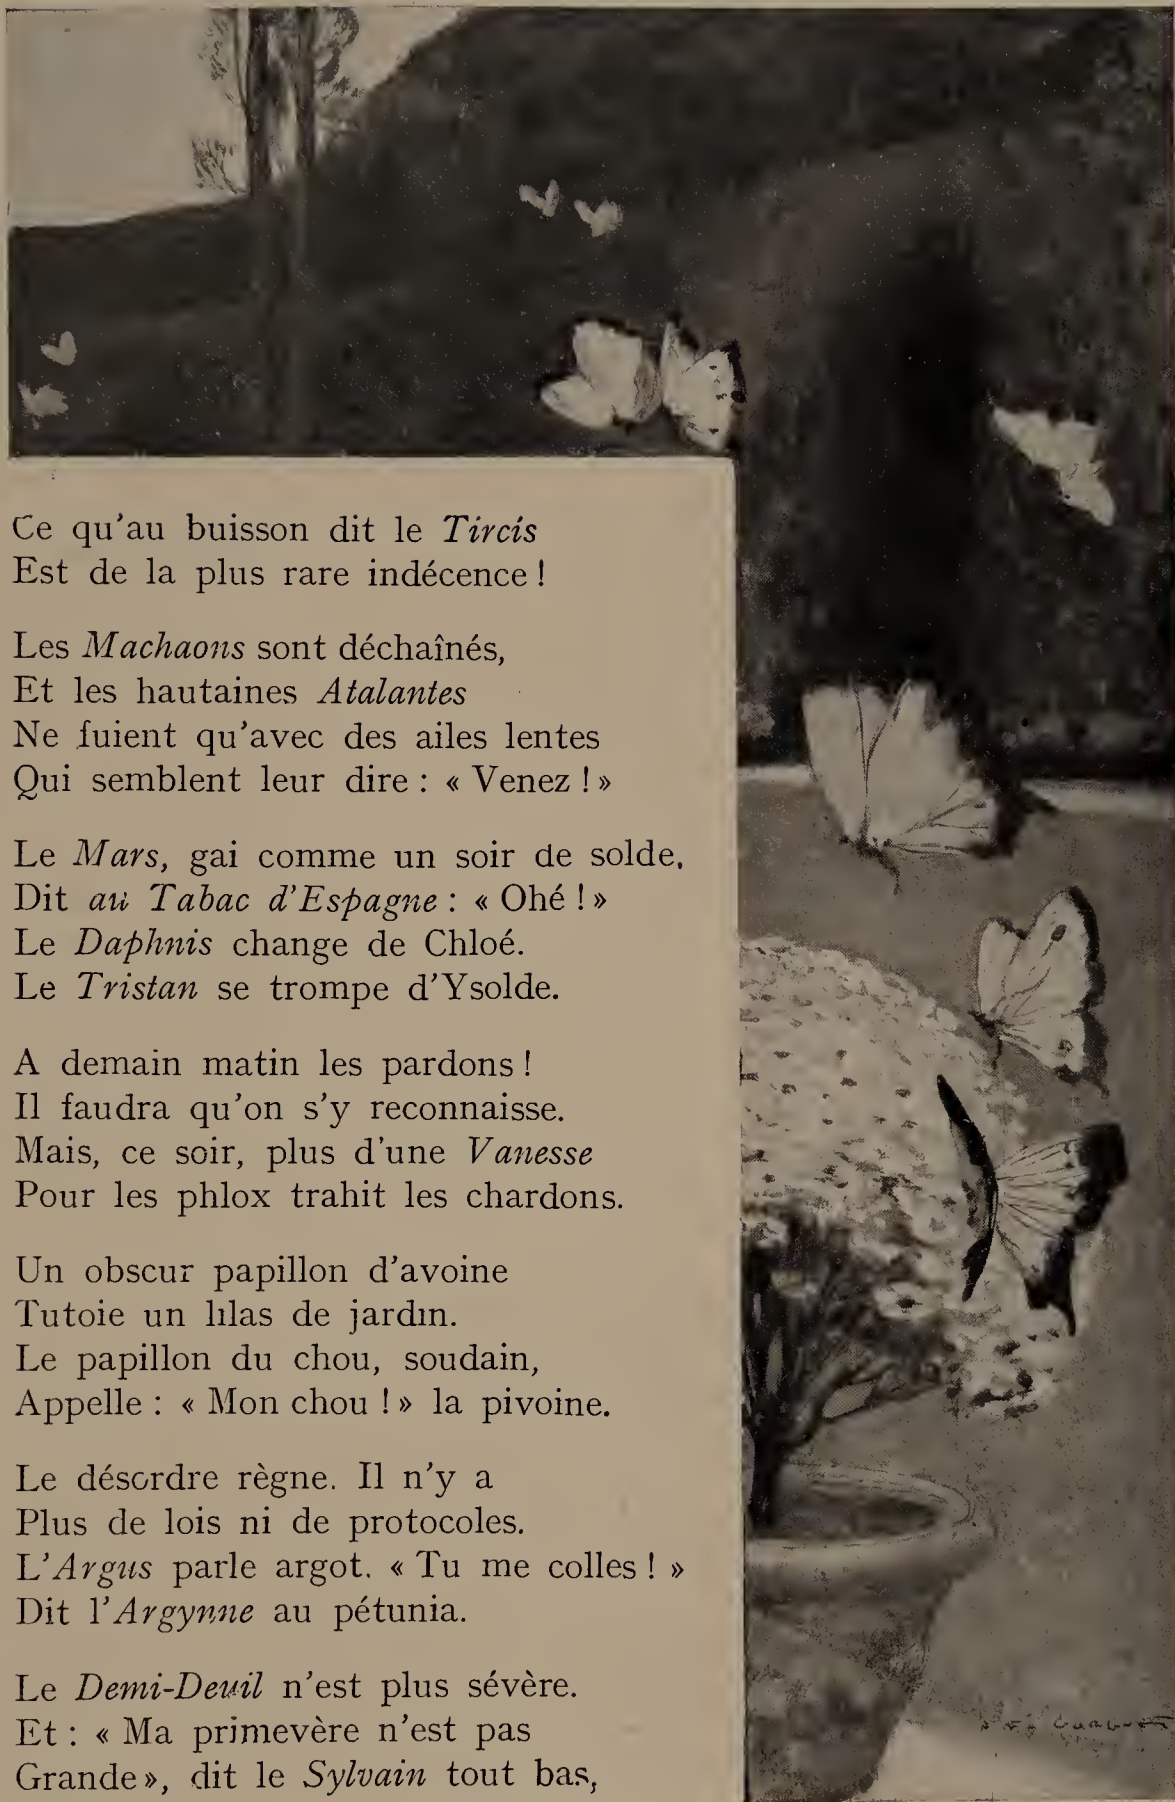 Ce qu'au buisson dit le Tircis
Est de la plus rare indécence !

Les Machaons sont déchaînés,
Et les hautaines Atalantes
Ne fuient qu'avec des ailes lentes
Qui semblent leur dire : « Venez ! »

Le Mars, gai comme un soir de solde,
Dit au Tabac d'Espagne : « Ohé ! »
Le Daphnis change de Chloé.
Le Tristan se trompe d'Ysolde.

A demain matin les pardons !
Il faudra qu'on s'y reconnaisse.
Mais, ce soir, plus d'une Vanesse
Pour les phlox trahit les chardons.

Un obscur papillon d'avoine
Tutoie un lilas de jardin.
Le papillon du chou, soudain,
Appelle : « Mon chou ! » la pivoine.

Le désordre règne. Il n'y a
Plus de lois ni de protocoles.
L'Argus parle argot. « Tu me colles ! »
Dit l'Argynne au pétunia.

Le Demi-Deuil n'est plus sévère.
Et : « Ma primevère n'est pas
Grande », dit le Sylvain tout bas,